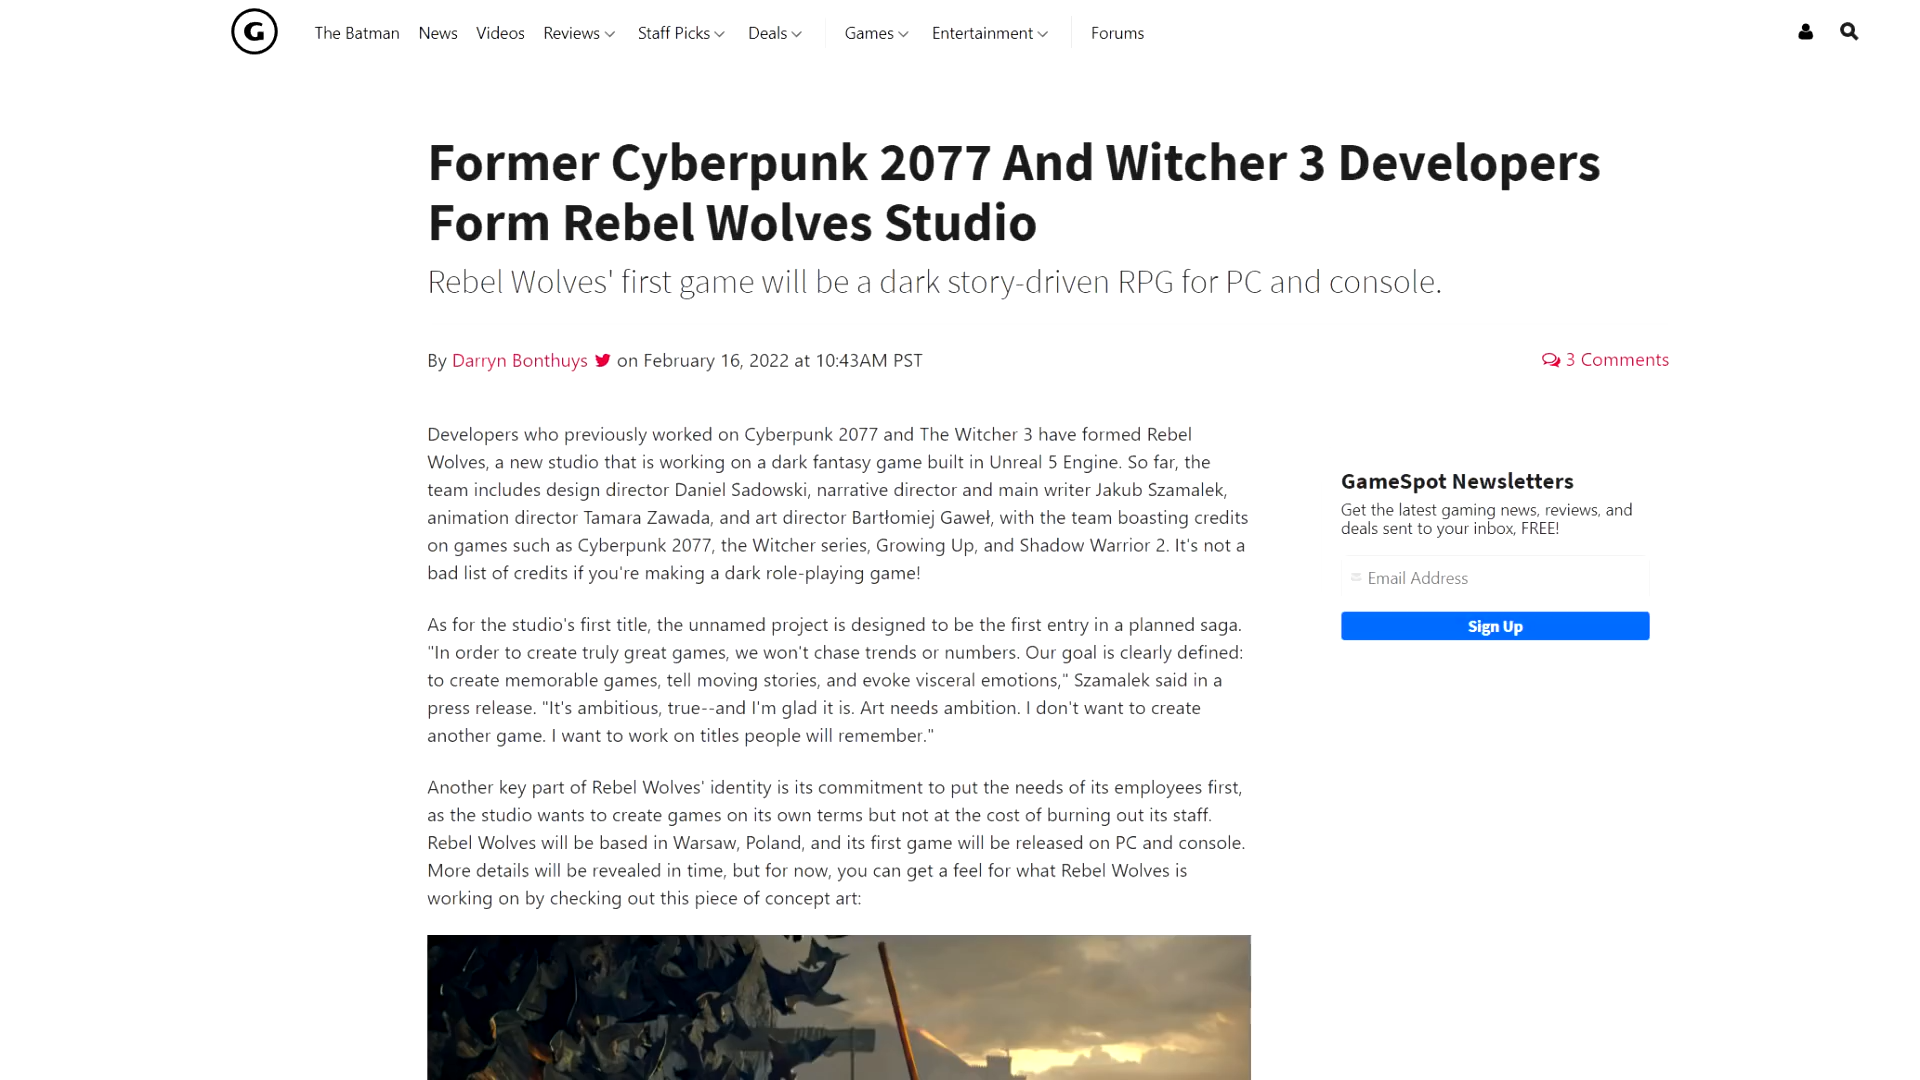 G
The Batman News Videos Reviews Staff Picks Deals Games Entertainment Forums
Former Cyberpunk 2077 And Witcher 3 Developers
Form Rebel Wolves Studio
Rebel Wolves' first game will be a dark story-driven RPG for PC and console.
By Darryn Bonthuys on February 16, 2022 at 10:43AM PST
3 Comments
Developers who previously worked on Cyberpunk 2077 and The Witcher 3 have formed Rebel
Wolves, a new studio that is working on a dark fantasy game built in Unreal 5 Engine. So far, the
team includes design director Daniel Sadowski, narrative director and main writer Jakub Szamalek,
animation director Tamara Zawada, and art director Bartłomiej Gaweł, with the team boasting credits
on games such as Cyberpunk 2077, the Witcher series, Growing Up, and Shadow Warrior 2. It's not a
bad list of credits if you're making a dark role-playing game!
As for the studio's first title, the unnamed project is designed to be the first entry in a planned saga.
"In order to create truly great games, we won't chase trends or numbers. Our goal is clearly defined:
to create memorable games, tell moving stories, and evoke visceral emotions," Szamalek said in a
press release. "It's ambitious, true--and I'm glad it is. Art needs ambition. I don't want to create
another game. I want to work on titles people will remember."
Another key part of Rebel Wolves' identity is its commitment to put the needs of its employees first,
as the studio wants to create games on its own terms but not at the cost of burning out its staff.
Rebel Wolves will be based in Warsaw, Poland, and its first game will be released on PC and console.
More details will be revealed in time, but for now, you can get a feel for what Rebel Wolves is
working on by checking out this piece of concept art:
GameSpot Newsletters
Get the latest gaming news, reviews, and
deals sent to your inbox, FREE!
Email Address
Sign Up